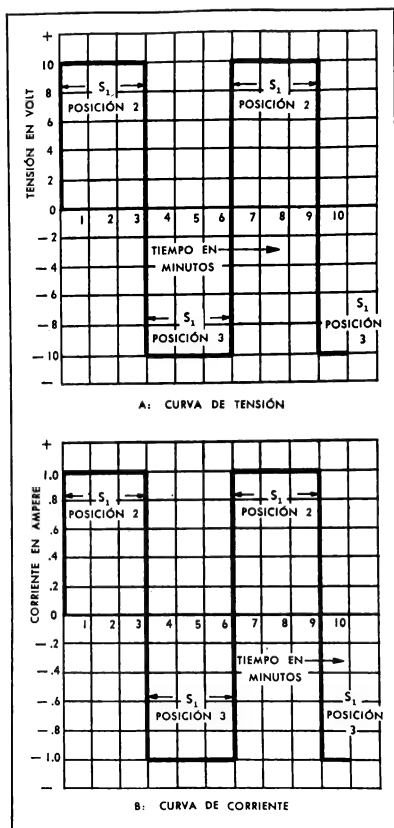 +
10
8
6
4
2
0
− 2
− 4
− 6
− 8
− 10
−
TENSIÓN EN VOLT
S₁
POSICIÓN 2
S₁
POSICIÓN 2
1 2 3 4 5 6 7 8 9 10
TIEMPO EN
MINUTOS
S₁
POSICIÓN 3
S₁
POSICIÓN
3
A: CURVA DE TENSIÓN
+
1.0
.8
.6
.4
.2
0
− .2
− .4
− .6
− .8
− 1.0
−
CORRIENTE EN AMPERE
S₁
POSICIÓN 2
S₁
POSICIÓN 2
1 2 3 4 5 6 7 8 9 10
TIEMPO EN
MINUTOS
S₁
POSICIÓN 3
S₁
POSICIÓN
3
B: CURVA DE CORRIENTE